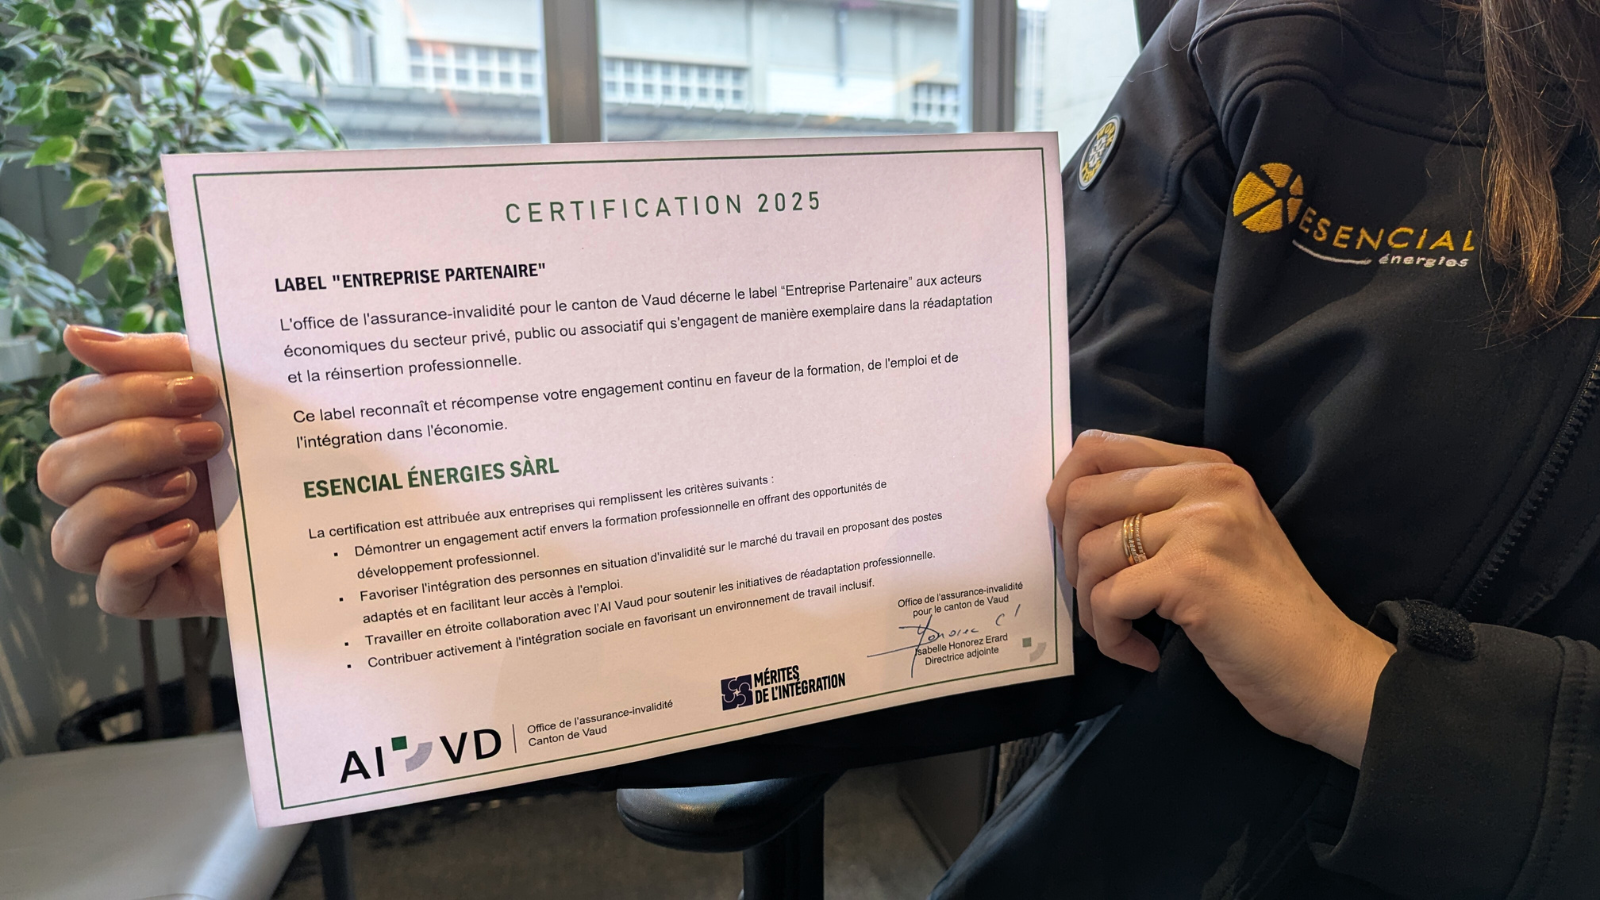 CERTIFICATION 2025
LABEL "ENTREPRISE PARTENAIRE"
L'office de l'assurance-invalidité pour le canton de Vaud décerne le label "Entreprise Partenaire" aux acteurs
économiques du secteur privé, public ou associatif qui s'engagent de manière exemplaire dans la réadaptation
et la réinsertion professionnelle.
Ce label reconnaît et récompense votre engagement continu en faveur de la formation, de l'emploi et de
l'intégration dans l'économie.
ESENCIAL ÉNERGIES SÀRL
La certification est attribuée aux entreprises qui remplissent les critères suivants :
▪ Démontrer un engagement actif envers la formation professionnelle en offrant des opportunités de
développement professionnel.
▪ Favoriser l'intégration des personnes en situation d'invalidité sur le marché du travail en proposant des postes
adaptés et en facilitant leur accès à l'emploi.
▪ Travailler en étroite collaboration avec l'AI Vaud pour soutenir les initiatives de réadaptation professionnelle.
▪ Contribuer activement à l'intégration sociale en favorisant un environnement de travail inclusif.
Office de l'assurance-invalidité
pour le canton de Vaud
Isabelle Honorez Erard
Directrice adjointe
MÉRITES
DE L'INTÉGRATION
AI VD
Office de l'assurance-invalidité
Canton de Vaud
ESENCIAL
énergies